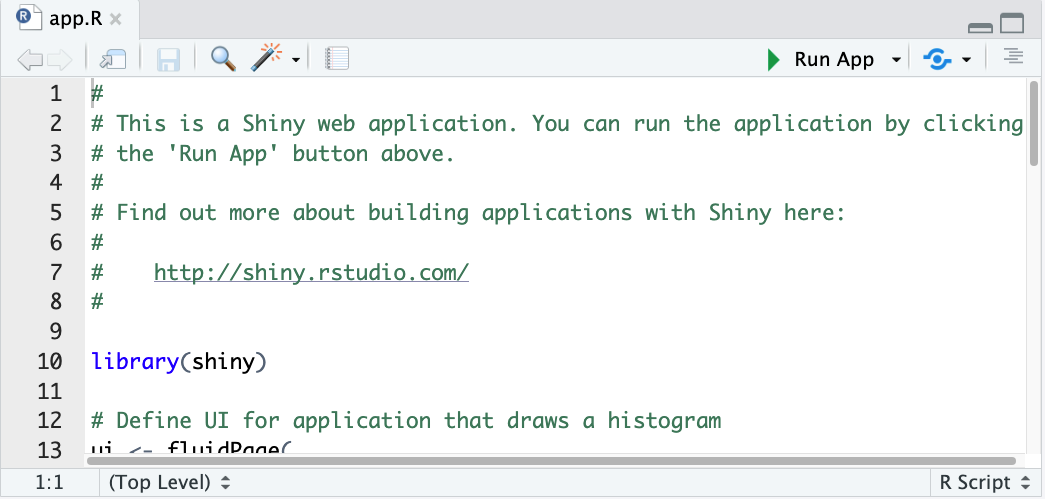 app.R
Run App
1 #
2 # This is a Shiny web application. You can run the application by clicking
3 # the 'Run App' button above.
4 #
5 # Find out more about building applications with Shiny here:
6 #
7 #    http://shiny.rstudio.com/
8 #
9
10 library(shiny)
11
12 # Define UI for application that draws a histogram
13 ui <- fluidPage(
1:1 (Top Level) R Script